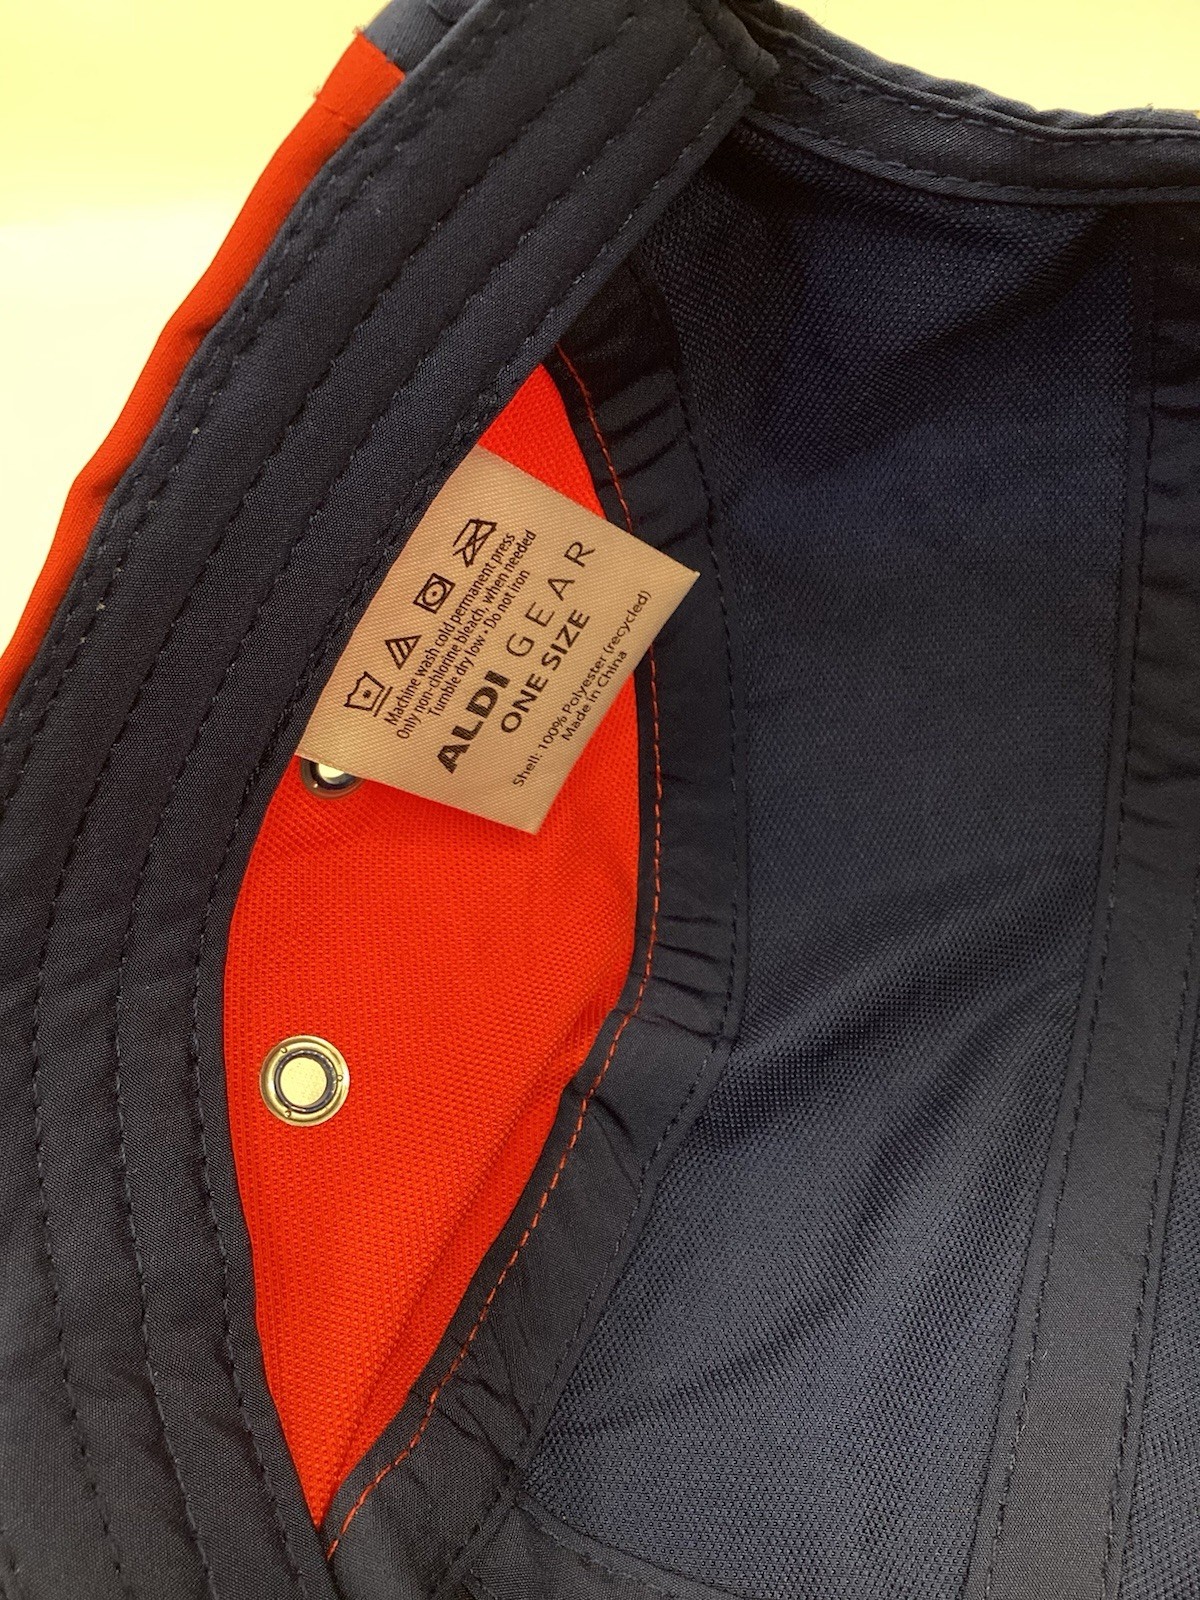 Machine wash cold permanent press
Only non-chlorine bleach, when needed
Tumble dry low • Do not iron
ALDI GEAR
ONE SIZE
Shell: 100% Polyester (recycled)
Made in China